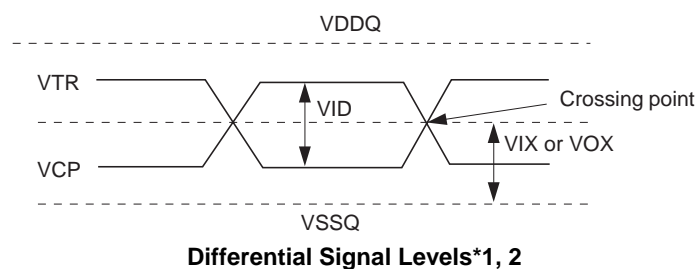 VDDQ
VTR
VID
Crossing point
VIX or VOX
VCP
VSSQ
Differential Signal Levels*1, 2